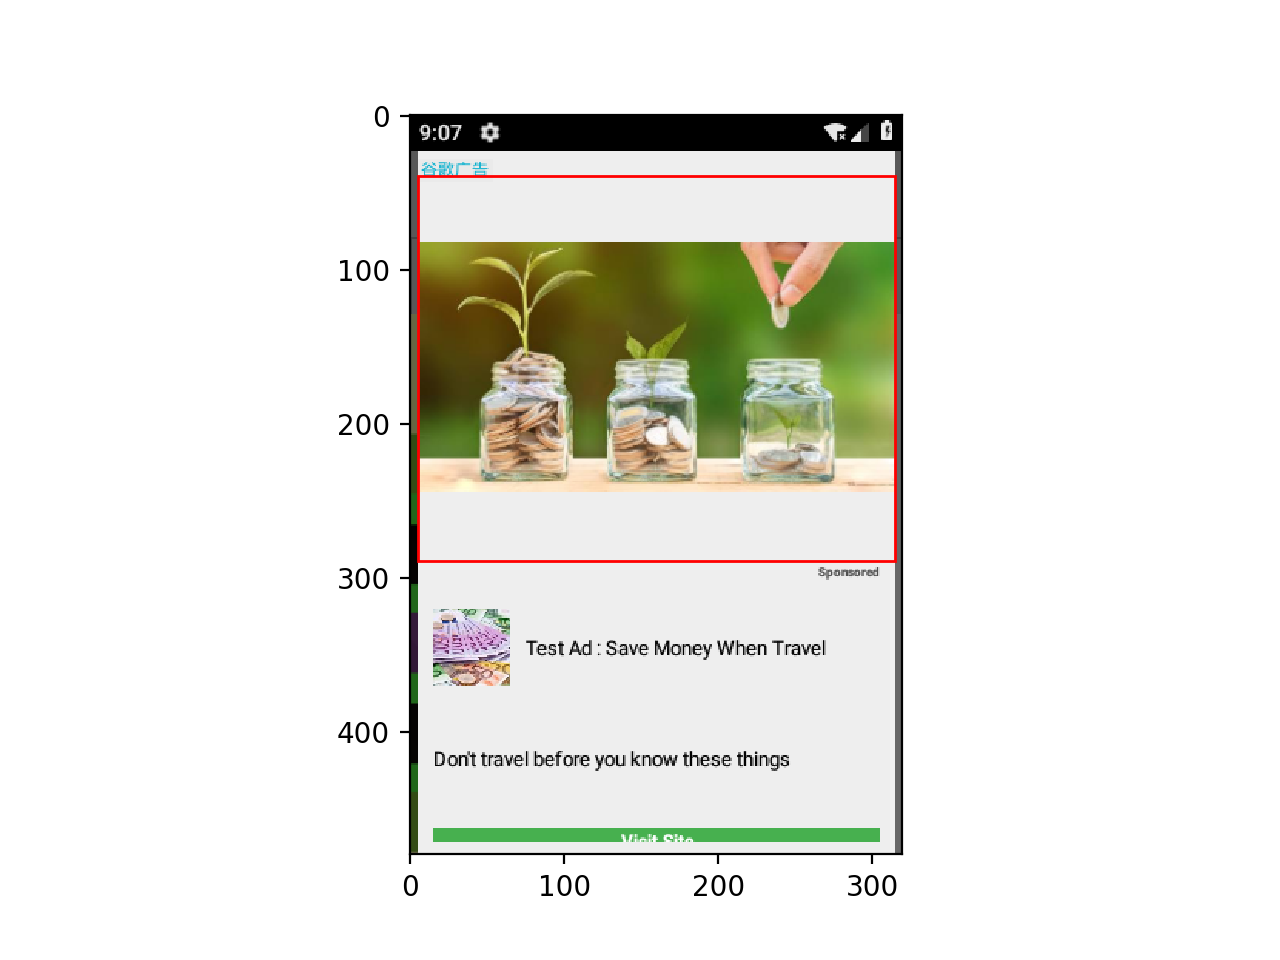 0
9:07
谷歌广告
100
200
300
Sponsored
Test Ad : Save Money When Travel
400
Don't travel before you know these things
Visit Site
0
100
200
300